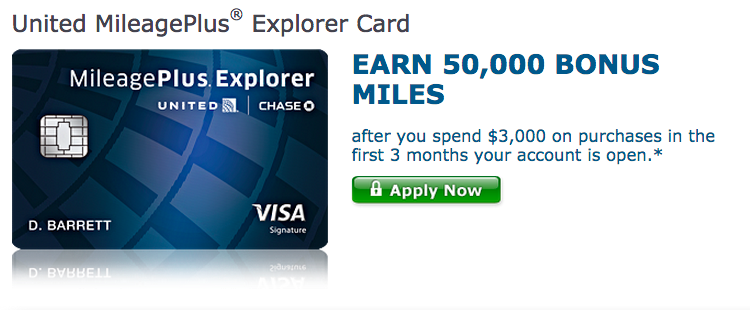 United MileagePlus® Explorer Card
MileagePlus Explorer
UNITED | CHASE
D. BARRETT
VISA
Signature
D. BARRETT
EARN 50,000 BONUS
MILES
after you spend $3,000 on purchases in the
first 3 months your account is open.*
Apply Now